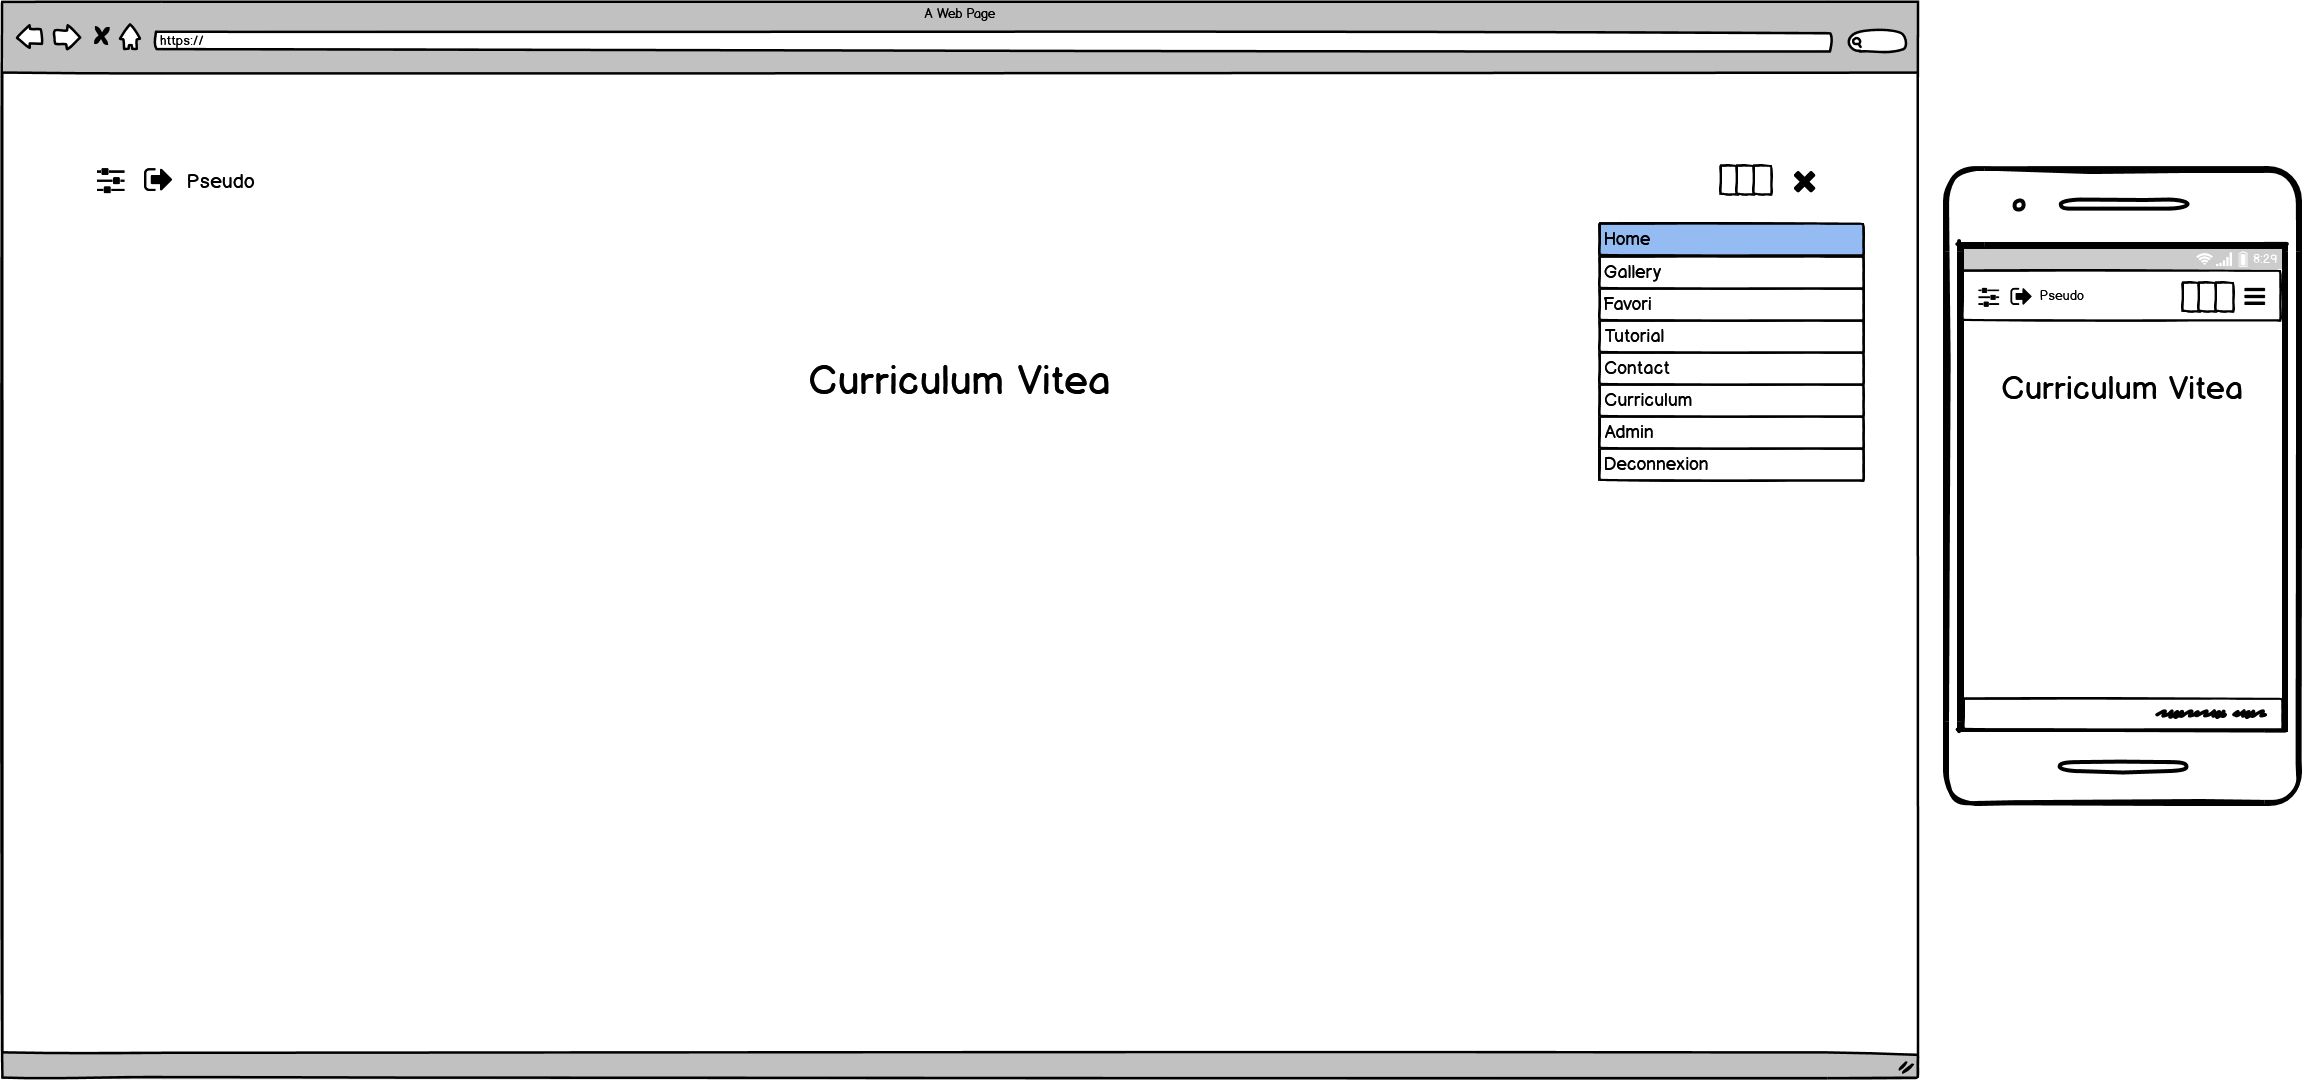 A Web Page
https://
Pseudo
Home
Gallery
Favori
Tutorial
Contact
Curriculum
Admin
Deconnexion
Curriculum Vitea
8:29
Pseudo
Curriculum Vitea